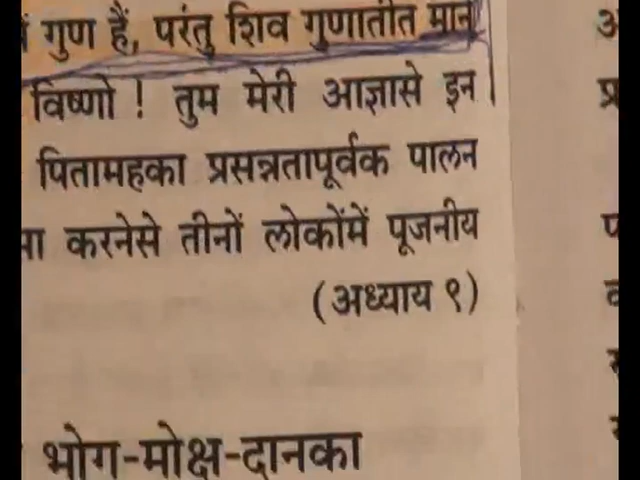 गुण हैं, परंतु शिव गुणातीत माने
विष्णो ! तुम मेरी आज्ञासे इन
पितामहका प्रसन्नतापूर्वक पालन
करनेसे तीनों लोकोंमें पूजनीय
(अध्याय ९)
भोग-मोक्ष-दानका